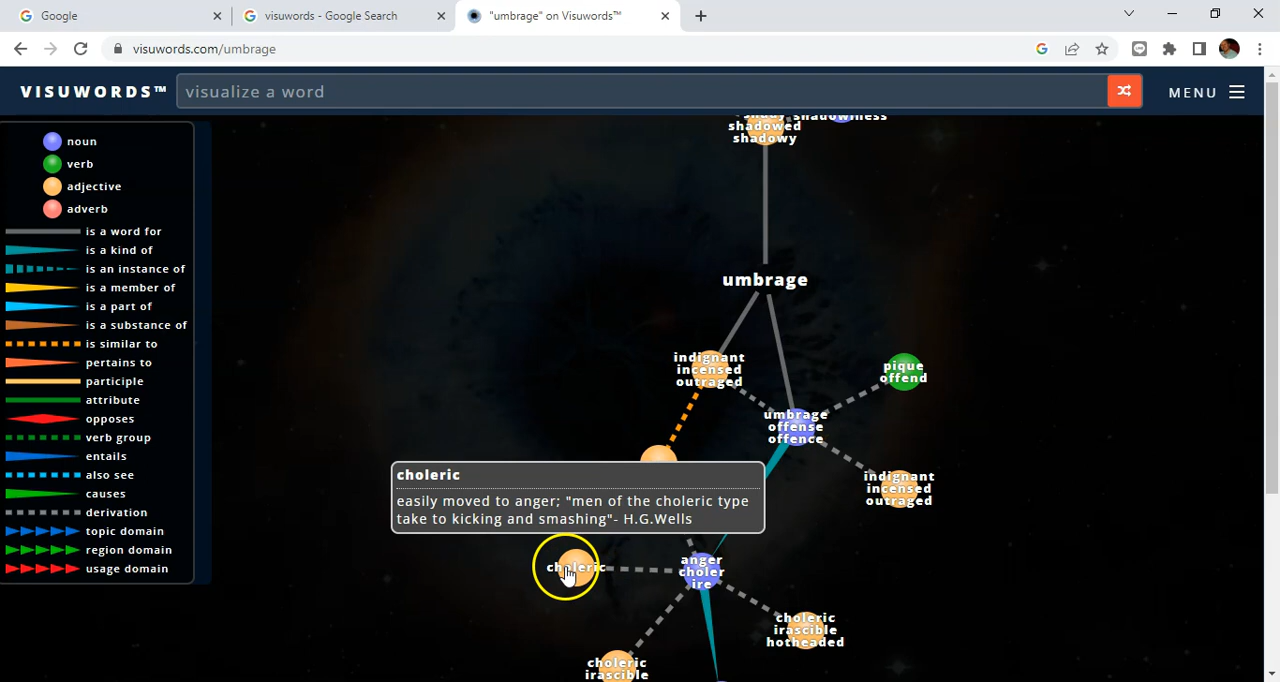 Google
visuwords - Google Search
"umbrage" on Visuwords™
visuwords.com/umbrage
VISUWORDS™
visualize a word
MENU
noun
verb
adjective
adverb
is a word for
is a kind of
is an instance of
is a member of
is a part of
is a substance of
is similar to
pertains to
participle
attribute
opposes
verb group
entails
also see
causes
derivation
topic domain
region domain
usage domain
shady
shadowed
shadowy
shadowiness
umbrage
indignant
incensed
outraged
pique
offend
umbrage
offense
offence
indignant
incensed
outraged
choleric
easily moved to anger; "men of the choleric type
take to kicking and smashing"- H.G.Wells
choleric
anger
choler
ire
choleric
irascible
hotheaded
choleric
irascible